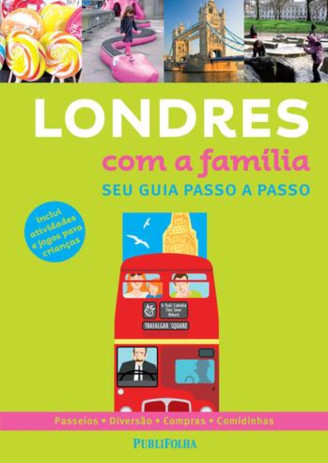 LONDRES
com a família
SEU GUIA PASSO A PASSO
inclui
atividades
e jogos para
crianças
TRAFALGAR SQUARE
Passeios • Diversão • Compras • Comidinhas
PUBLIFOLHA